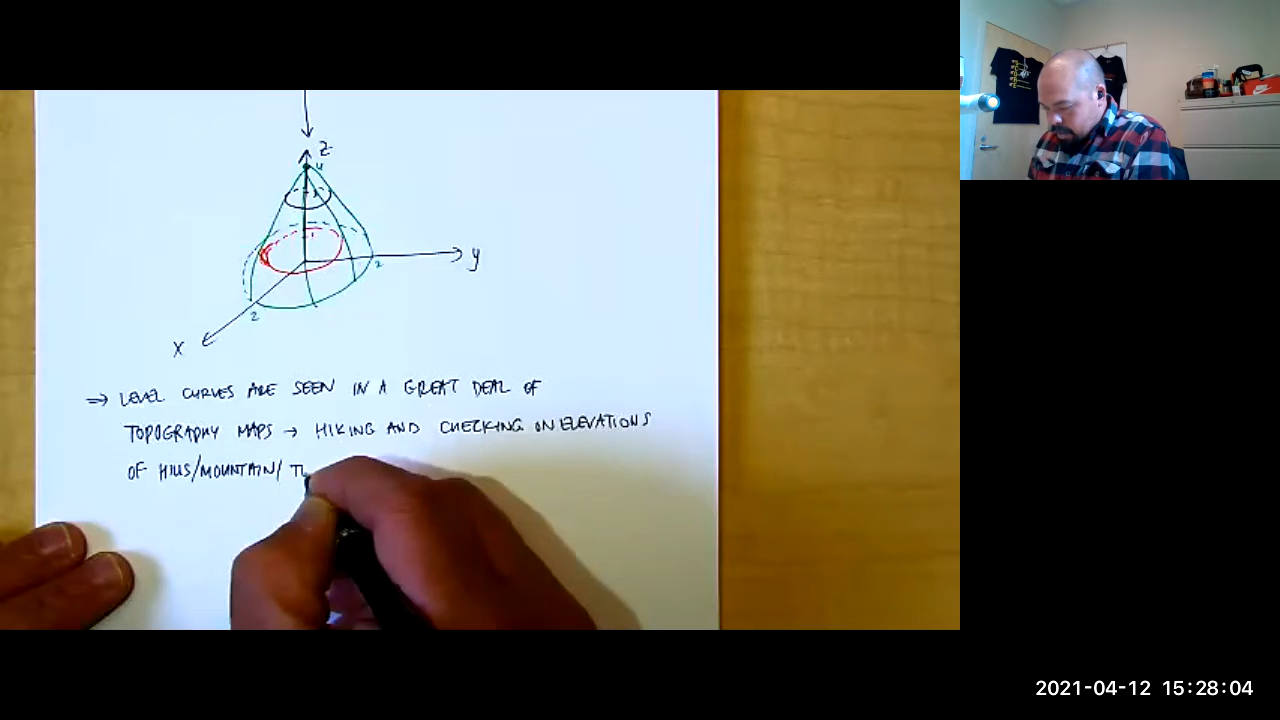 z
4
y
2
2
x
⇒ LEVEL CURVES ARE SEEN IN A GREAT DEAL OF
TOPOGRAPHY MAPS → HIKING AND CHECKING ON ELEVATIONS
OF HILLS/MOUNTAIN/
2021-04-12 15:28:04